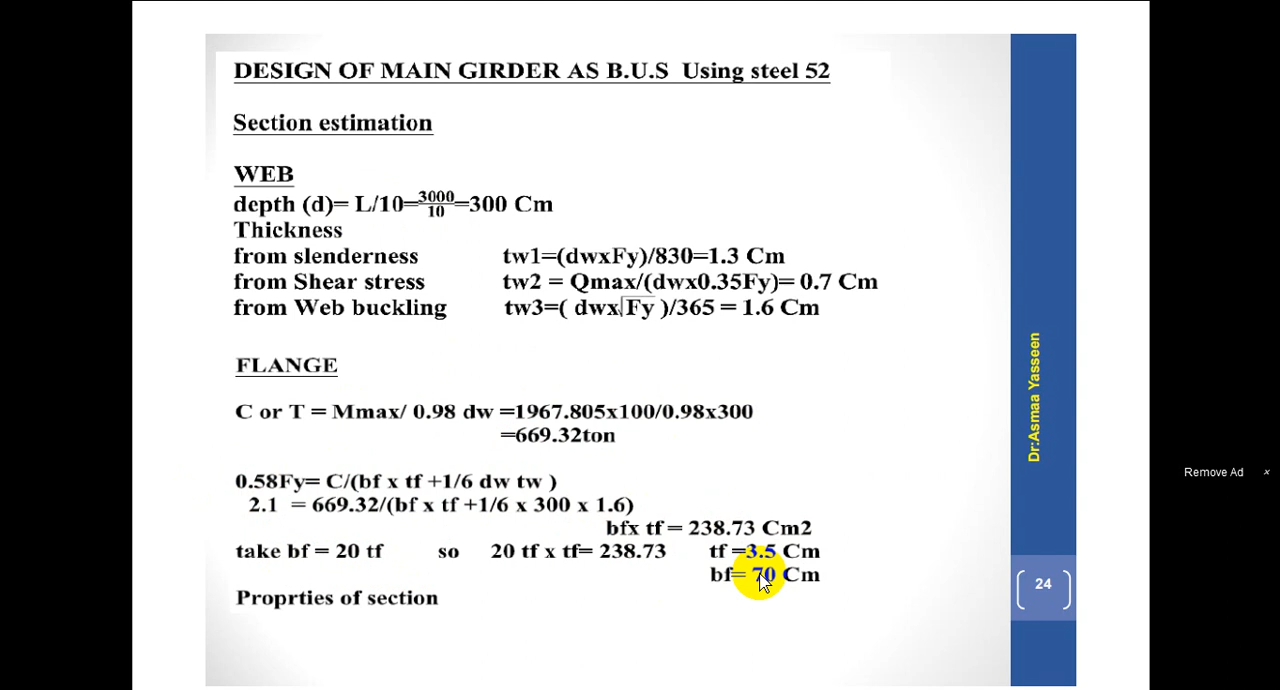 DESIGN OF MAIN GIRDER AS B.U.S Using steel 52
Section estimation
WEB
depth (d)= L/10=3000/10=300 Cm
Thickness
from slenderness tw1=(dwxFy)/830=1.3 Cm
from Shear stress tw2 = Qmax/(dwx0.35Fy)= 0.7 Cm
from Web buckling tw3=( dwx√Fy )/365 = 1.6 Cm
FLANGE
C or T = Mmax/ 0.98 dw =1967.805x100/0.98x300
=669.32ton
0.58Fy= C/(bf x tf +1/6 dw tw )
2.1 = 669.32/(bf x tf +1/6 x 300 x 1.6)
bfx tf = 238.73 Cm2
take bf = 20 tf so 20 tf x tf= 238.73 tf =3.5 Cm
bf= 70 Cm
Proprties of section
Dr:Asmaa Yasseen
24
Remove Ad ×